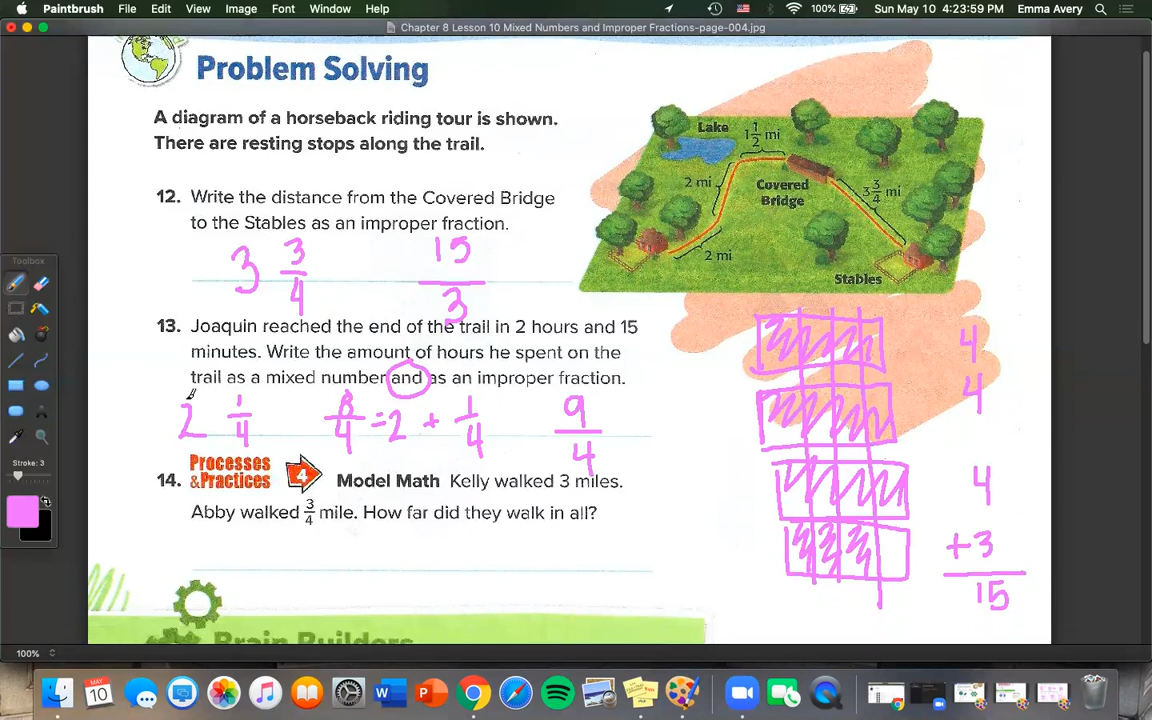 Paintbrush File Edit View Image Font Window Help 100% Sun May 10 4:23:59 PM Emma Avery
Chapter 8 Lesson 10 Mixed Numbers and Improper Fractions-page-004.jpg
Problem Solving
A diagram of a horseback riding tour is shown.
There are resting stops along the trail.
Lake
1 1/2 mi
2 mi
Covered
Bridge
3 3/4 mi
2 mi
Stables
12. Write the distance from the Covered Bridge
to the Stables as an improper fraction.
3 3/4 15/3
13. Joaquin reached the end of the trail in 2 hours and 15
minutes. Write the amount of hours he spent on the
trail as a mixed number and as an improper fraction.
2 1/4 8/4 = 2 + 1/4 9/4
Processes
&Practices
4
14. Model Math Kelly walked 3 miles.
Abby walked 3/4 mile. How far did they walk in all?
4
4
4
+3
15
Brain Builders
Toolbox
Stroke: 3
100%
MAY
10
W
P